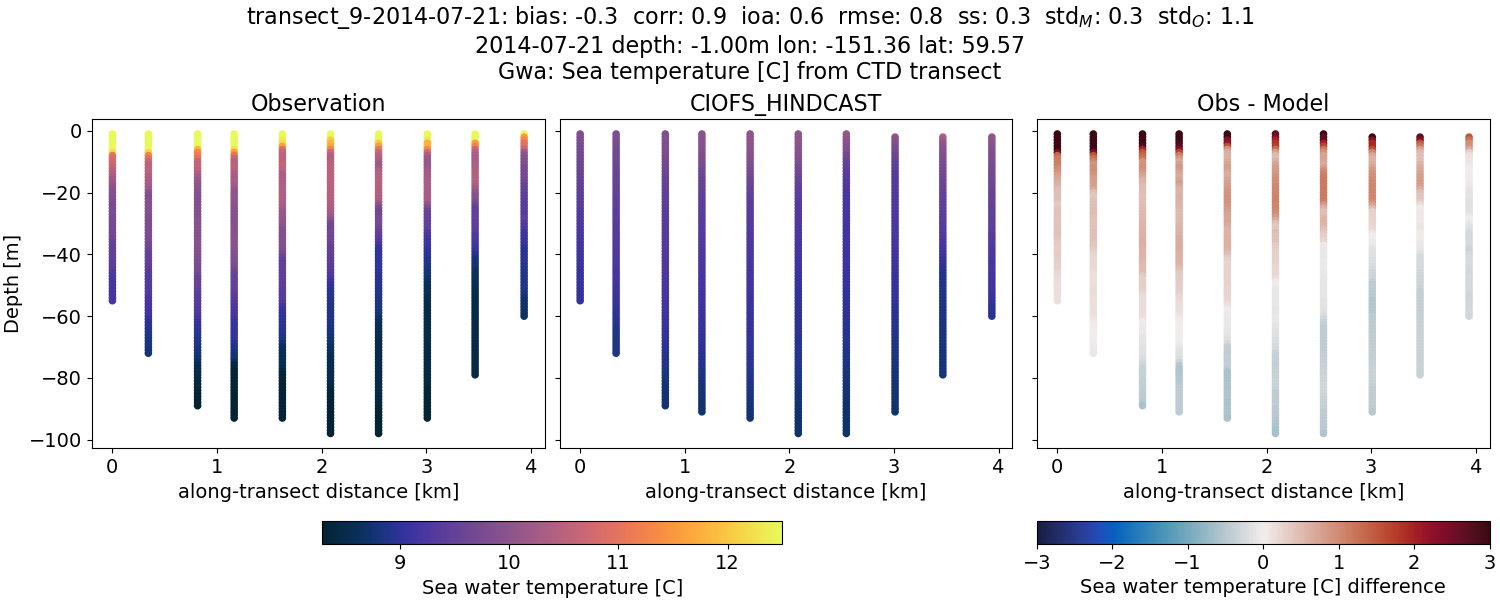 transect_9-2014-07-21: bias: -0.3 corr: 0.9 ioa: 0.6 rmse: 0.8 ss: 0.3 std_M: 0.3 std_O: 1.1
2014-07-21 depth: -1.00m lon: -151.36 lat: 59.57
Gwa: Sea temperature [C] from CTD transect
Observation
CIOFS_HINDCAST
Obs - Model
Depth [m]
0
−20
−40
−60
−80
−100
0 1 2 3 4
along-transect distance [km]
0 1 2 3 4
along-transect distance [km]
0 1 2 3 4
along-transect distance [km]
9 10 11 12
Sea water temperature [C]
−3 −2 −1 0 1 2 3
Sea water temperature [C] difference